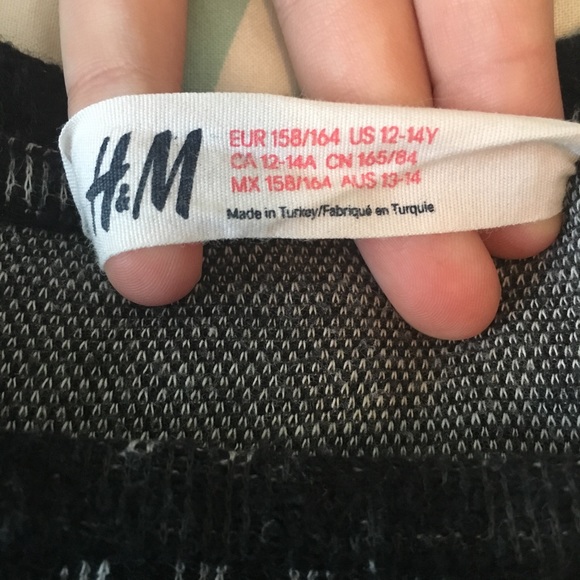 H&M
EUR 158/164 US 12-14Y
CA 12-14A CN 165/84
MX 158/164 AUS 13-14
Made in Turkey/Fabriqué en Turquie